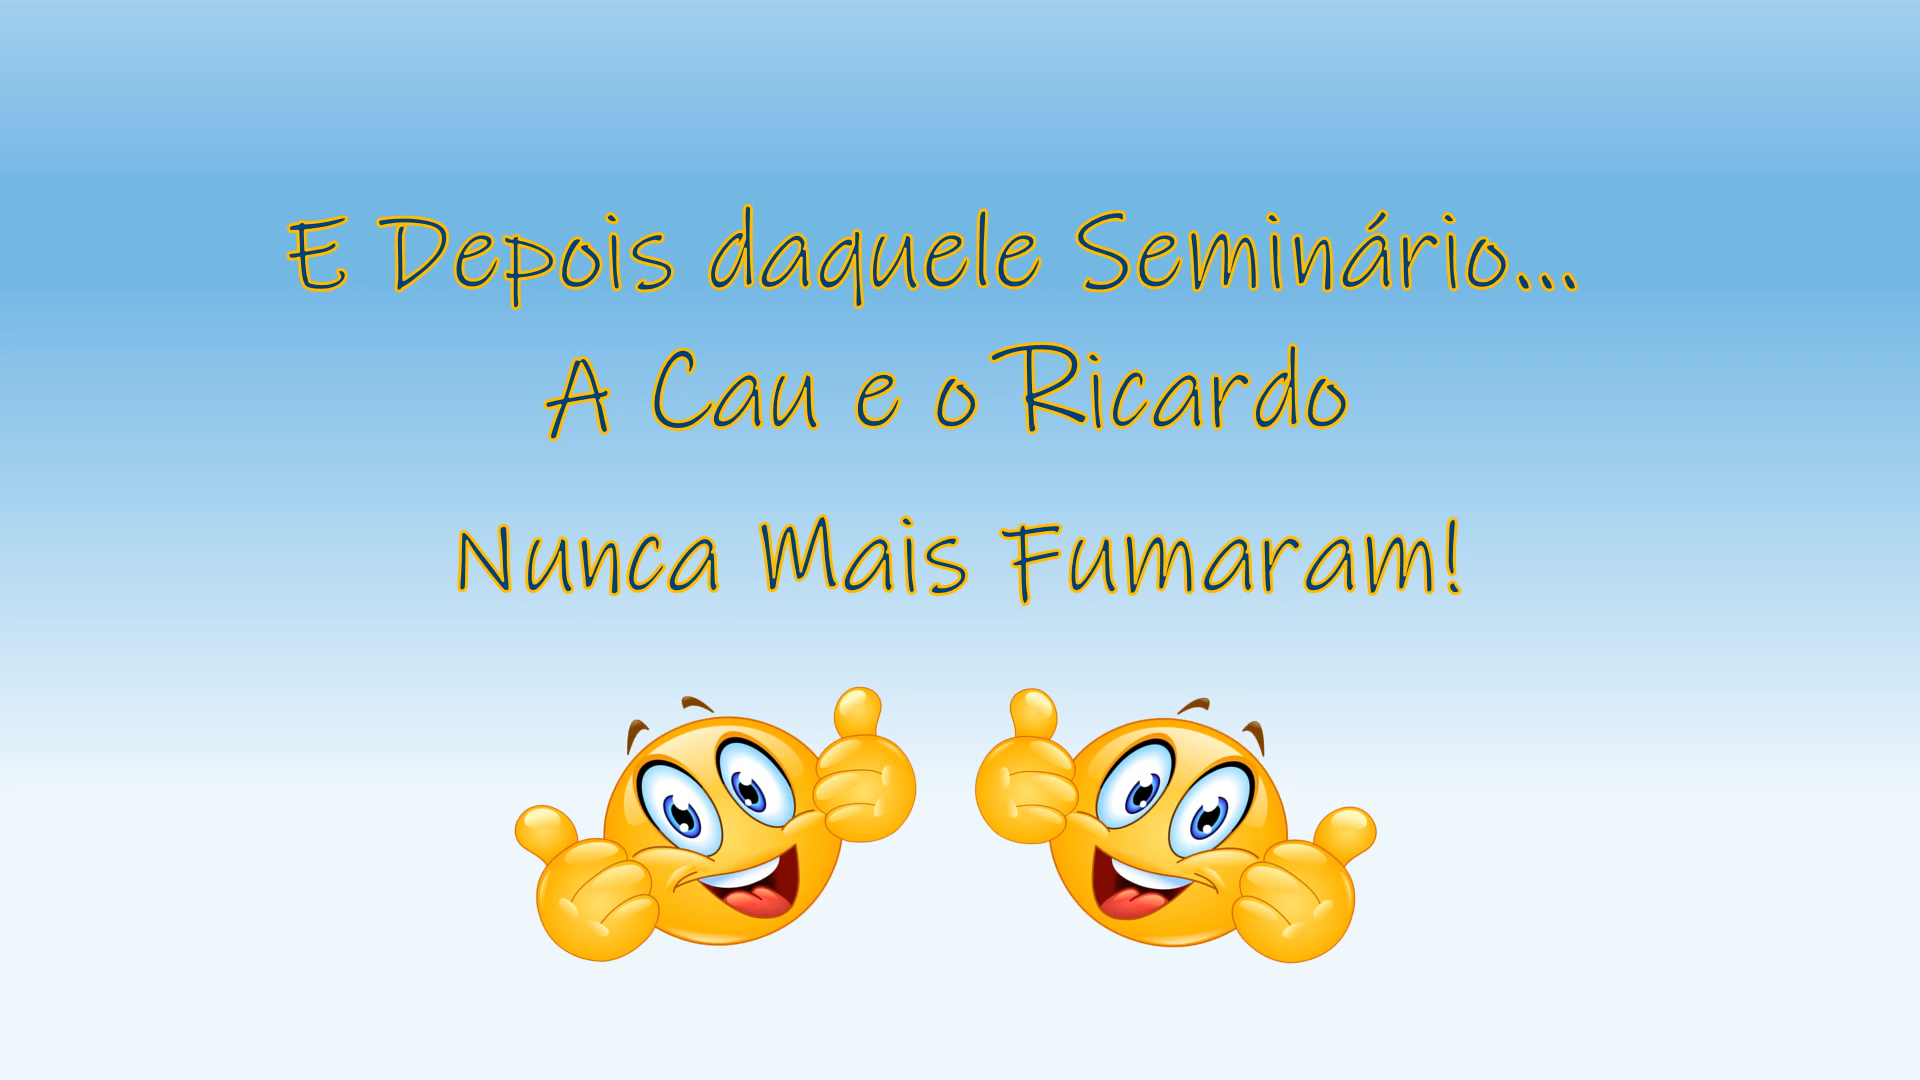 E Depois daquele Seminário...
A Cau e o Ricardo
Nunca Mais Fumaram!